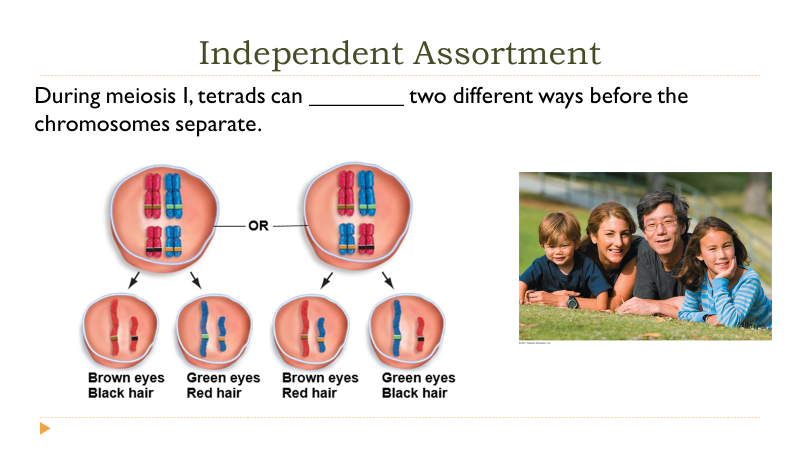 Independent Assortment
During meiosis I, tetrads can ________ two different ways before the
chromosomes separate.
OR
Brown eyes
Black hair
Green eyes
Red hair
Brown eyes
Red hair
Green eyes
Black hair